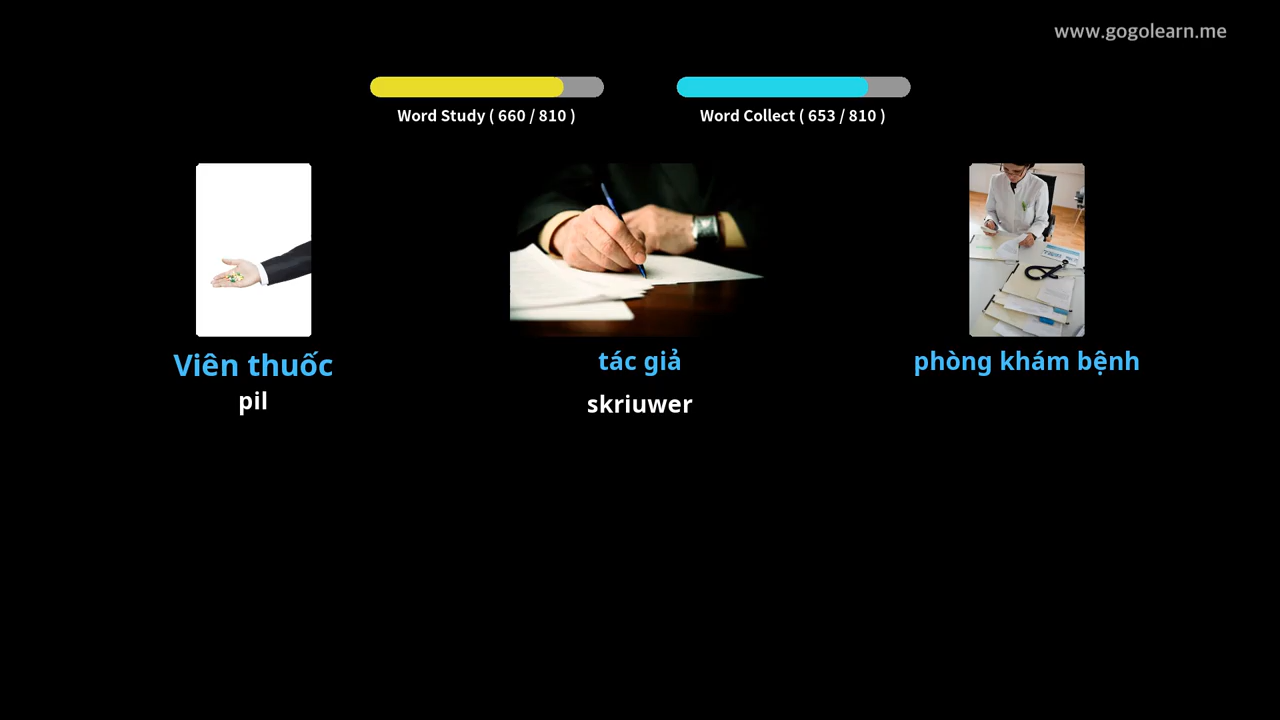 www.gogolearn.me
Word Study ( 660 / 810 )
Word Collect ( 653 / 810 )
Viên thuốc
pil
tác giả
skriuwer
phòng khám bệnh